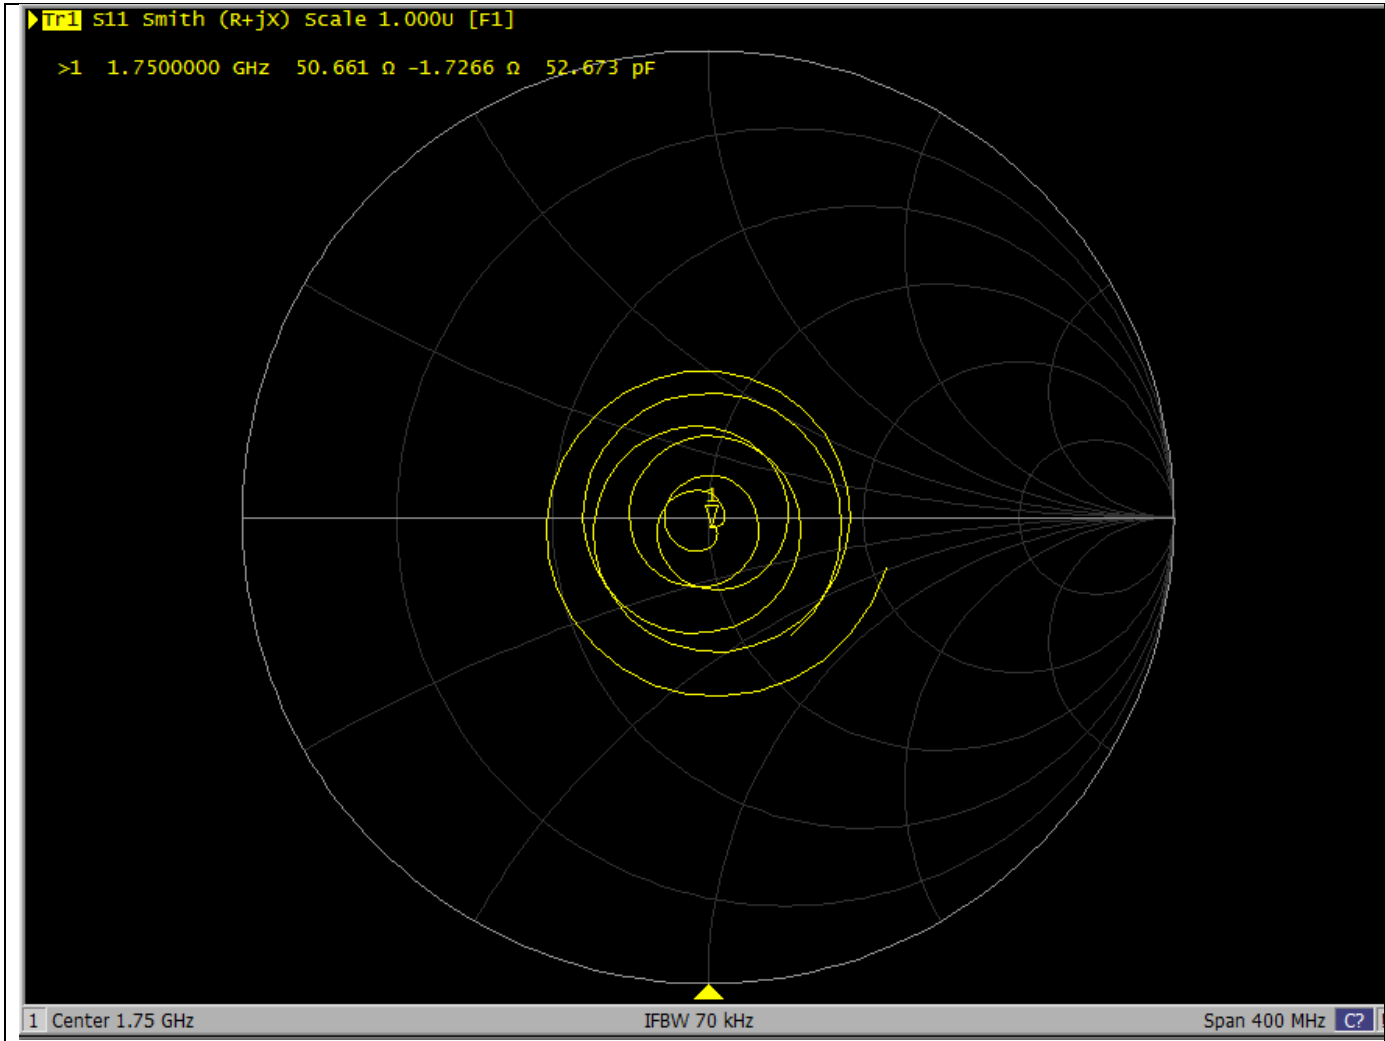 Tr1 S11 Smith (R+jX) Scale 1.000U [F1]
>1 1.7500000 GHz 50.661 Ω -1.7266 Ω 52.673 pF
1
1 Center 1.75 GHz IFBW 70 kHz Span 400 MHz C? !